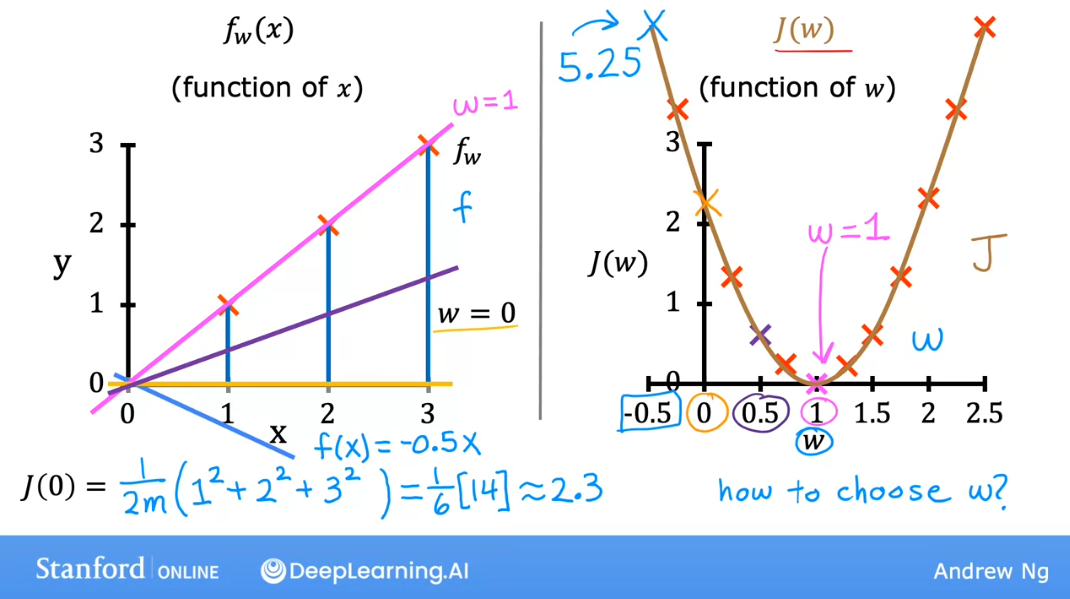 f_w(x)
(function of x)
w=1
3
2
1
0
y
f_w
f
w = 0
0 1 2 3
x
f(x)=-0.5x
J(0) = 1/2m (1²+2²+3²) = 1/6 [14] ≈ 2.3
5.25
J(w)
(function of w)
3
2
1
0
J(w)
w=1
J
w
-0.5 0 0.5 1 1.5 2 2.5
w
how to choose w?
Stanford ONLINE
DeepLearning.AI
Andrew Ng